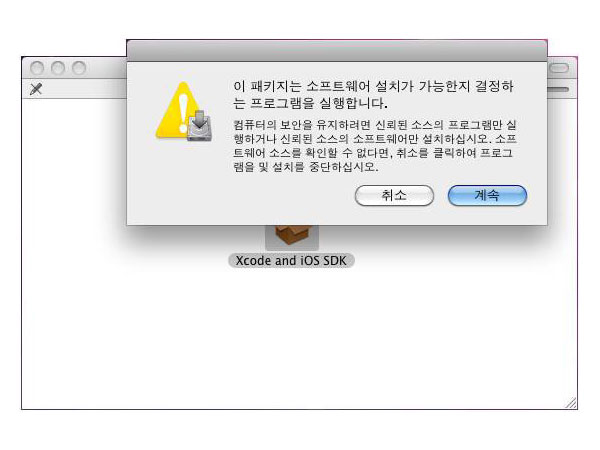 이 패키지는 소프트웨어 설치가 가능한지 결정하
는 프로그램을 실행합니다.
컴퓨터의 보안을 유지하려면 신뢰된 소스의 프로그램만 실
행하거나 신뢰된 소스의 소프트웨어만 설치하십시오. 소프
트웨어 소스를 확인할 수 없다면, 취소를 클릭하여 프로그
램을 및 설치를 중단하십시오.
취소
계속
Xcode and iOS SDK